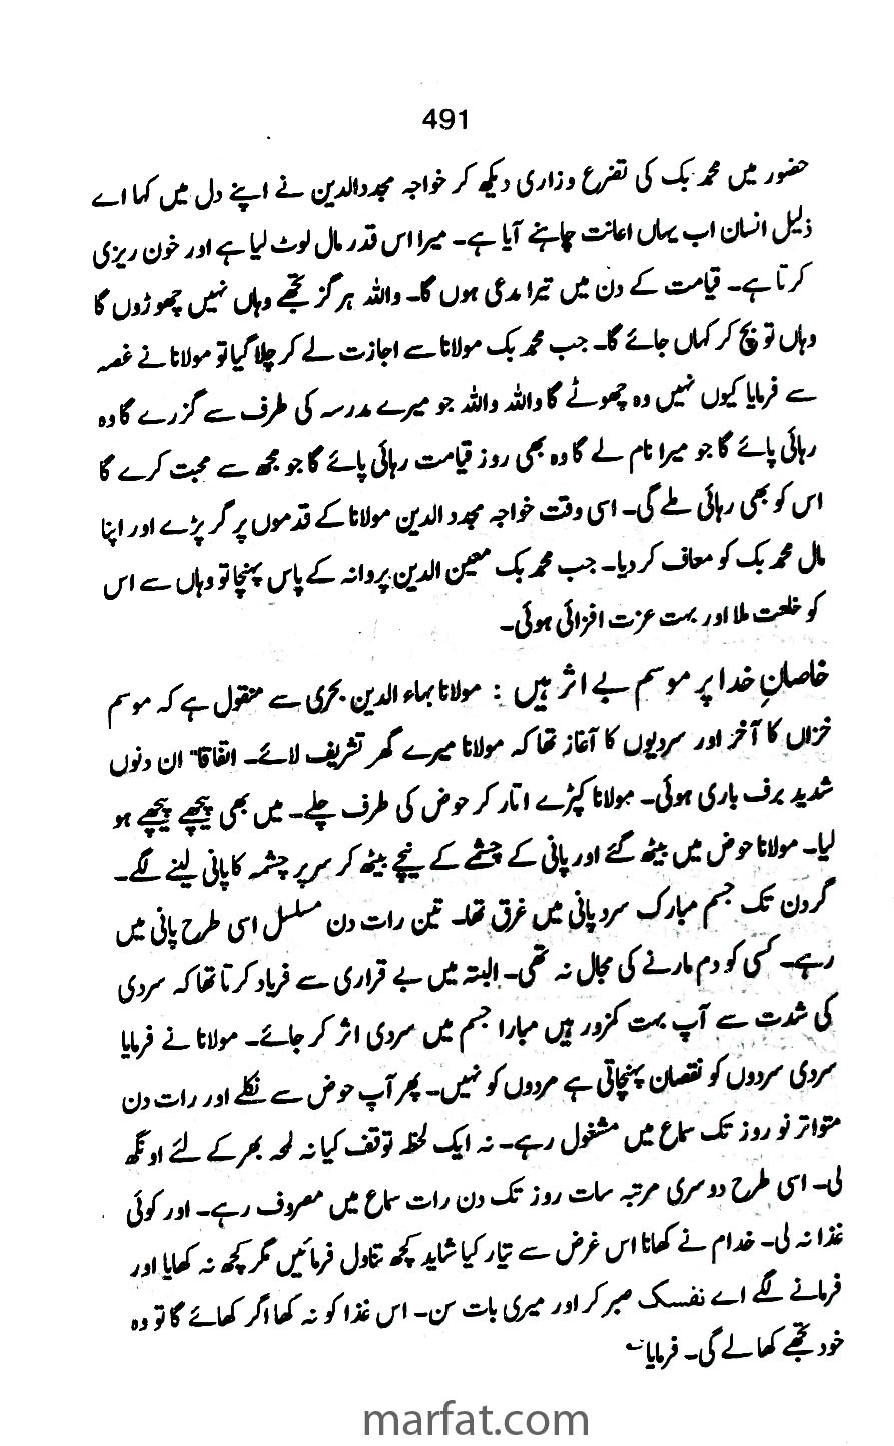 491
حضور میں محمد بک کی تضرع وزاری دیکھ کر خواجہ مجددالدین نے اپنے دل میں کہا اے
ذلیل انسان اب یہاں اعانت چاہنے آیا ہے۔ میرا اس قدر مال لوٹ لیا ہے اور خون ریزی
کرتا ہے۔ قیامت کے دن میں تیرا مدعی ہوں گا۔ واللہ ہرگز تجھے وہاں نہیں چھوڑوں گا
وہاں تو بچ کر کہاں جائے گا۔ جب محمد بک مولانا سے اجازت لے کر چلا گیا تو مولانا نے غصہ
سے فرمایا کیوں نہیں وہ چھوٹے گا واللہ واللہ جو میرے مدرسہ کی طرف سے گزرے گا وہ
رہائی پائے گا جو میرا نام لے گا وہ بھی روز قیامت رہائی پائے گا جو مجھ سے محبت کرے گا
اس کو بھی رہائی ملے گی۔ اسی وقت خواجہ مجدد الدین مولانا کے قدموں پر گر پڑے اور اپنا
مال محمد بک کو معاف کر دیا۔ جب محمد بک معین الدین پروانہ کے پاس پہنچا تو وہاں سے اس
کو خلعت ملا اور بہت عزت افزائی ہوئی۔
خاصانِ خدا پر موسم بے اثر ہیں : مولانا بہاء الدین بحری سے منقول ہے کہ موسم
خزاں کا آخر اور سردیوں کا آغاز تھا کہ مولانا میرے گھر تشریف لائے۔ اتفاقا" ان دنوں
شدید برف باری ہوئی۔ مولانا کپڑے اتار کر حوض کی طرف چلے۔ میں بھی پیچھے پیچھے ہو
لیا۔ مولانا حوض میں بیٹھ گئے اور پانی کے چشمے کے نیچے بیٹھ کر سر پر چشمہ کا پانی لینے لگے۔
گردن تک جسم مبارک سرد پانی میں غرق تھا۔ تین رات دن مسلسل اسی طرح پانی میں
رہے۔ کسی کو دم مارنے کی مجال نہ تھی۔ البتہ میں بے قراری سے فریاد کرتا تھا کہ سردی
کی شدت سے آپ بہت کمزور ہیں مبارا جسم میں سردی اثر کر جائے۔ مولانا نے فرمایا
سردی سردوں کو نقصان پہنچاتی ہے مردوں کو نہیں۔ پھر آپ حوض سے نکلے اور رات دن
متواتر نو روز تک سماع میں مشغول رہے۔ نہ ایک لحظہ توقف کیا نہ لمحہ بھر کے لئے اونگھ
لی۔ اسی طرح دوسری مرتبہ سات روز تک دن رات سماع میں مصروف رہے۔ اور کوئی
غذا نہ لی۔ خدام نے کھانا اس غرض سے تیار کیا شاید کچھ تناول فرمائیں مگر کچھ نہ کھایا اور
فرمانے لگے اے نفسک صبر کر اور میری بات سن۔ اس غذا کو نہ کھا اگر کھائے گا تو وہ
خود تجھے کھا لے گی۔ فرمایا
marfat.com